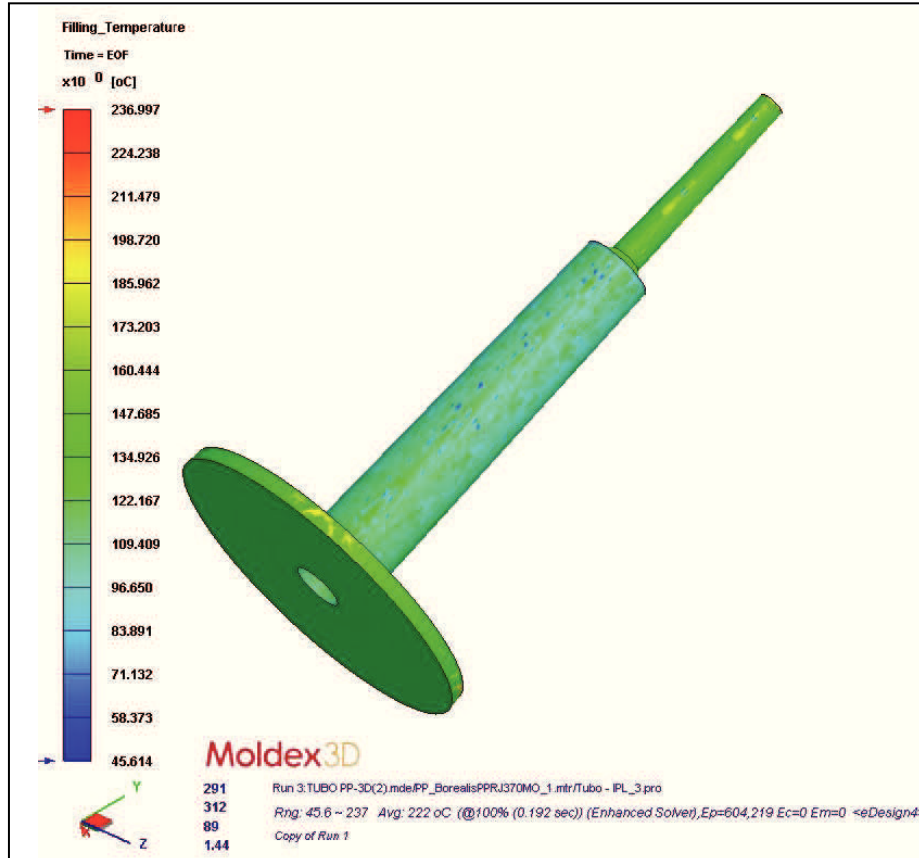 Filling_Temperature
Time = EOF
x10 0 [oC]
236.997
224.238
211.479
198.720
185.962
173.203
160.444
147.685
134.926
122.167
109.409
96.650
83.891
71.132
58.373
45.614
Moldex3D
Y
Z
291
312
89
1.44
Run 3:TUBO PP-3D(2).mde/PP_BorealisPPRJ370MO_1.mtr/Tubo - IPL_3.pro
Rng: 45.6 ~ 237 Avg: 222 oC (@100% (0.192 sec)) (Enhanced Solver),Ep=604,219 Ec=0 Em=0 <eDesign4
Copy of Run 1